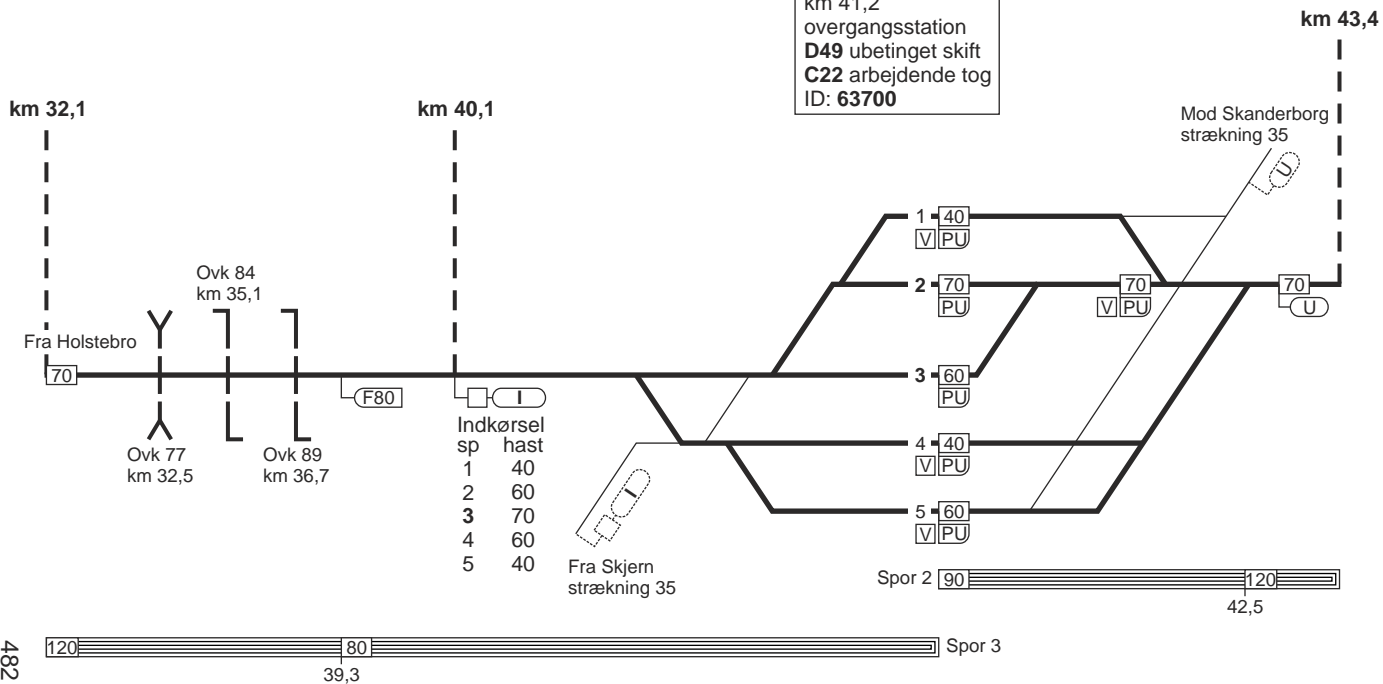 km 41,2
overgangsstation
D49 ubetinget skift
C22 arbejdende tog
ID: 63700
km 43,4
km 32,1
km 40,1
Mod Skanderborg
strækning 35
U
1 40
V PU
Ovk 84
km 35,1
2 70
PU
70
V PU
70
U
Fra Holstebro
70
F80
I
3 60
PU
Ovk 77
km 32,5
Ovk 89
km 36,7
Indkørsel
sp hast
1 40
2 60
3 70
4 60
5 40
4 40
V PU
I
Fra Skjern
strækning 35
5 60
V PU
Spor 2 90 120
42,5
120 80 Spor 3
39,3
482